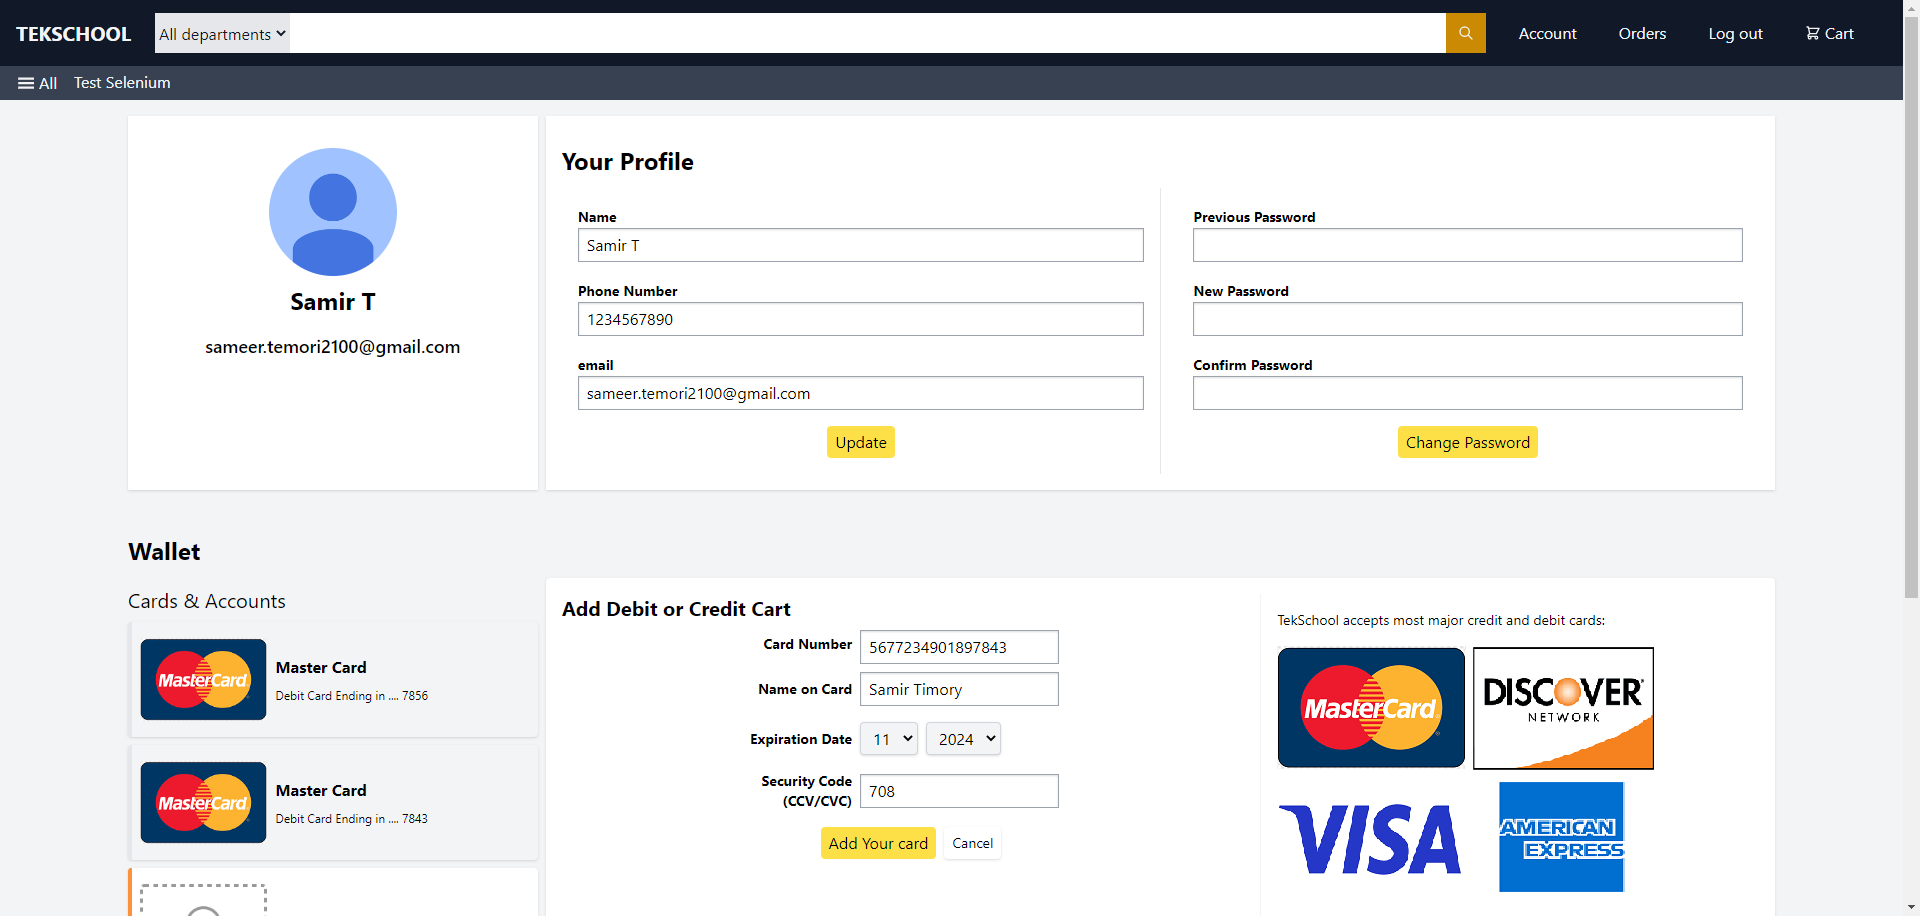 TEKSCHOOL
All departments
Account
Orders
Log out
Cart
All
Test Selenium
Samir T
sameer.temori2100@gmail.com
Your Profile
Name
Samir T
Phone Number
1234567890
email
sameer.temori2100@gmail.com
Update
Previous Password
New Password
Confirm Password
Change Password
Wallet
Cards & Accounts
MasterCard
Master Card
Debit Card Ending in .... 7856
MasterCard
Master Card
Debit Card Ending in .... 7843
Add Debit or Credit Cart
Card Number
5677234901897843
Name on Card
Samir Timory
Expiration Date
11
2024
Security Code
(CCV/CVC)
708
Add Your card
Cancel
TekSchool accepts most major credit and debit cards:
MasterCard
DISCOVER
NETWORK
VISA
AMERICAN
EXPRESS